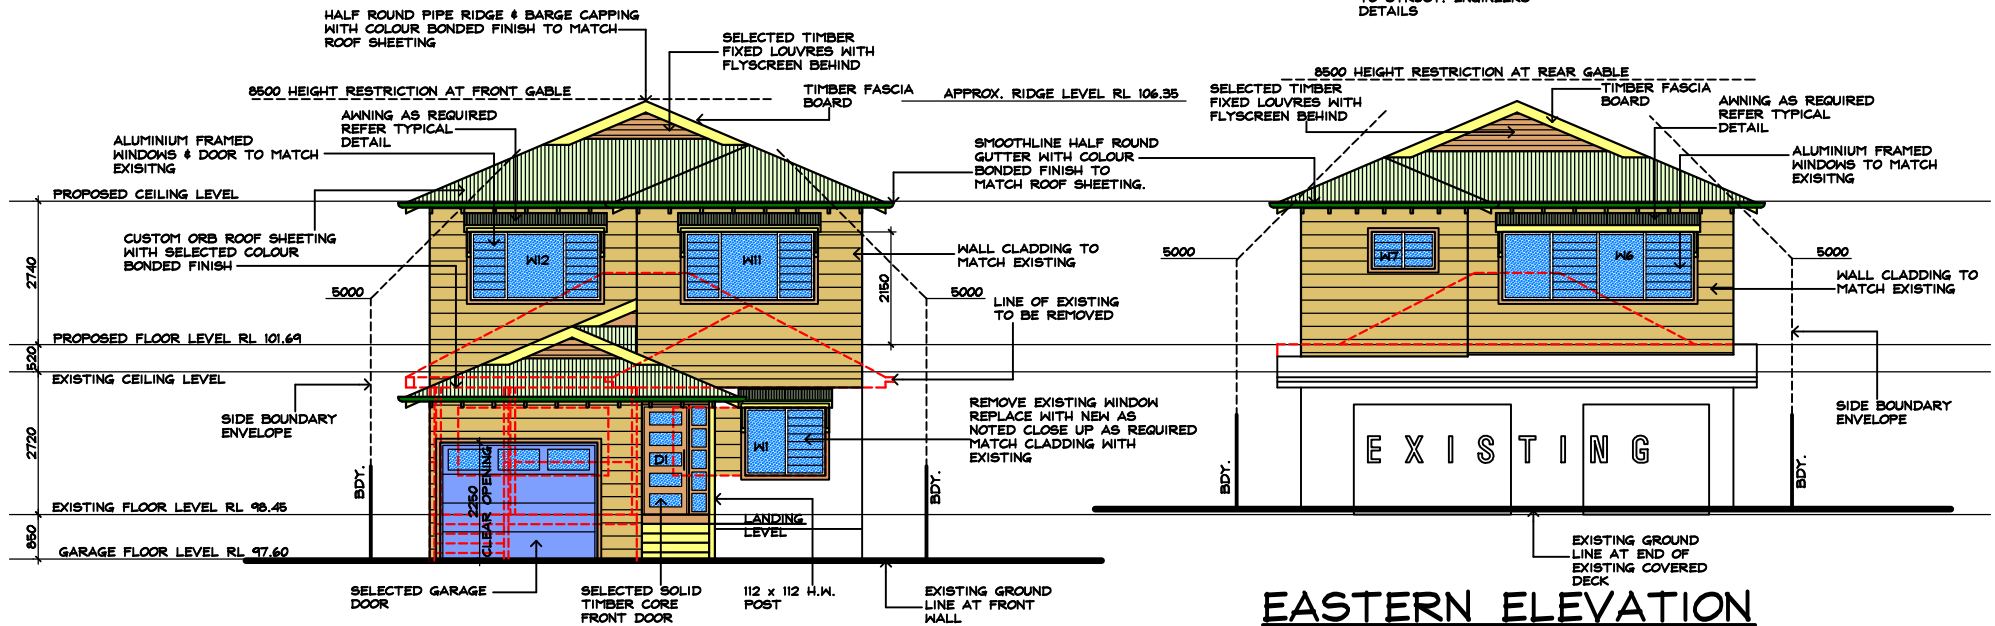 HALF ROUND PIPE RIDGE & BARGE CAPPING
WITH COLOUR BONDED FINISH TO MATCH
ROOF SHEETING
SELECTED TIMBER
FIXED LOUVRES WITH
FLYSCREEN BEHIND
8500 HEIGHT RESTRICTION AT FRONT GABLE
TIMBER FASCIA
BOARD
APPROX. RIDGE LEVEL RL 106.35
AWNING AS REQUIRED
REFER TYPICAL
DETAIL
ALUMINIUM FRAMED
WINDOWS & DOOR TO MATCH
EXISITNG
SMOOTHLINE HALF ROUND
GUTTER WITH COLOUR
BONDED FINISH TO
MATCH ROOF SHEETING.
PROPOSED CEILING LEVEL
CUSTOM ORB ROOF SHEETING
WITH SELECTED COLOUR
BONDED FINISH
WALL CLADDING TO
MATCH EXISTING
W12
W11
2740
2150
5000
5000
LINE OF EXISTING
TO BE REMOVED
PROPOSED FLOOR LEVEL RL 101.69
520
EXISTING CEILING LEVEL
SIDE BOUNDARY
ENVELOPE
REMOVE EXISTING WINDOW
REPLACE WITH NEW AS
NOTED CLOSE UP AS REQUIRED
MATCH CLADDING WITH
EXISTING
2720
W1
D1
BDY.
BDY.
2250
CLEAR OPENING
EXISTING FLOOR LEVEL RL 98.45
LANDING
LEVEL
850
GARAGE FLOOR LEVEL RL 97.60
SELECTED GARAGE
DOOR
SELECTED SOLID
TIMBER CORE
FRONT DOOR
112 x 112 H.W.
POST
EXISTING GROUND
LINE AT FRONT
WALL
DETAILS
8500 HEIGHT RESTRICTION AT REAR GABLE
SELECTED TIMBER
FIXED LOUVRES WITH
FLYSCREEN BEHIND
TIMBER FASCIA
BOARD
AWNING AS REQUIRED
REFER TYPICAL
DETAIL
ALUMINIUM FRAMED
WINDOWS TO MATCH
EXISITNG
5000
5000
W7
W6
WALL CLADDING TO
MATCH EXISTING
SIDE BOUNDARY
ENVELOPE
EXISTING
BDY.
BDY.
EXISTING GROUND
LINE AT END OF
EXISTING COVERED
DECK
EASTERN ELEVATION